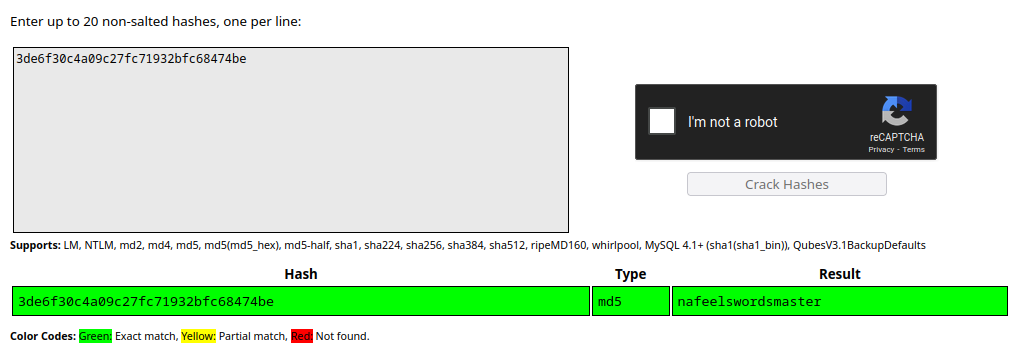 Enter up to 20 non-salted hashes, one per line:
3de6f30c4a09c27fc71932bfc68474be
I'm not a robot
reCAPTCHA
Privacy - Terms
Crack Hashes
Supports: LM, NTLM, md2, md4, md5, md5(md5_hex), md5-half, sha1, sha224, sha256, sha384, sha512, ripeMD160, whirlpool, MySQL 4.1+ (sha1(sha1_bin)), QubesV3.1BackupDefaults
Hash Type Result
3de6f30c4a09c27fc71932bfc68474be md5 nafeelswordsmaster
Color Codes: Green: Exact match, Yellow: Partial match, Red: Not found.